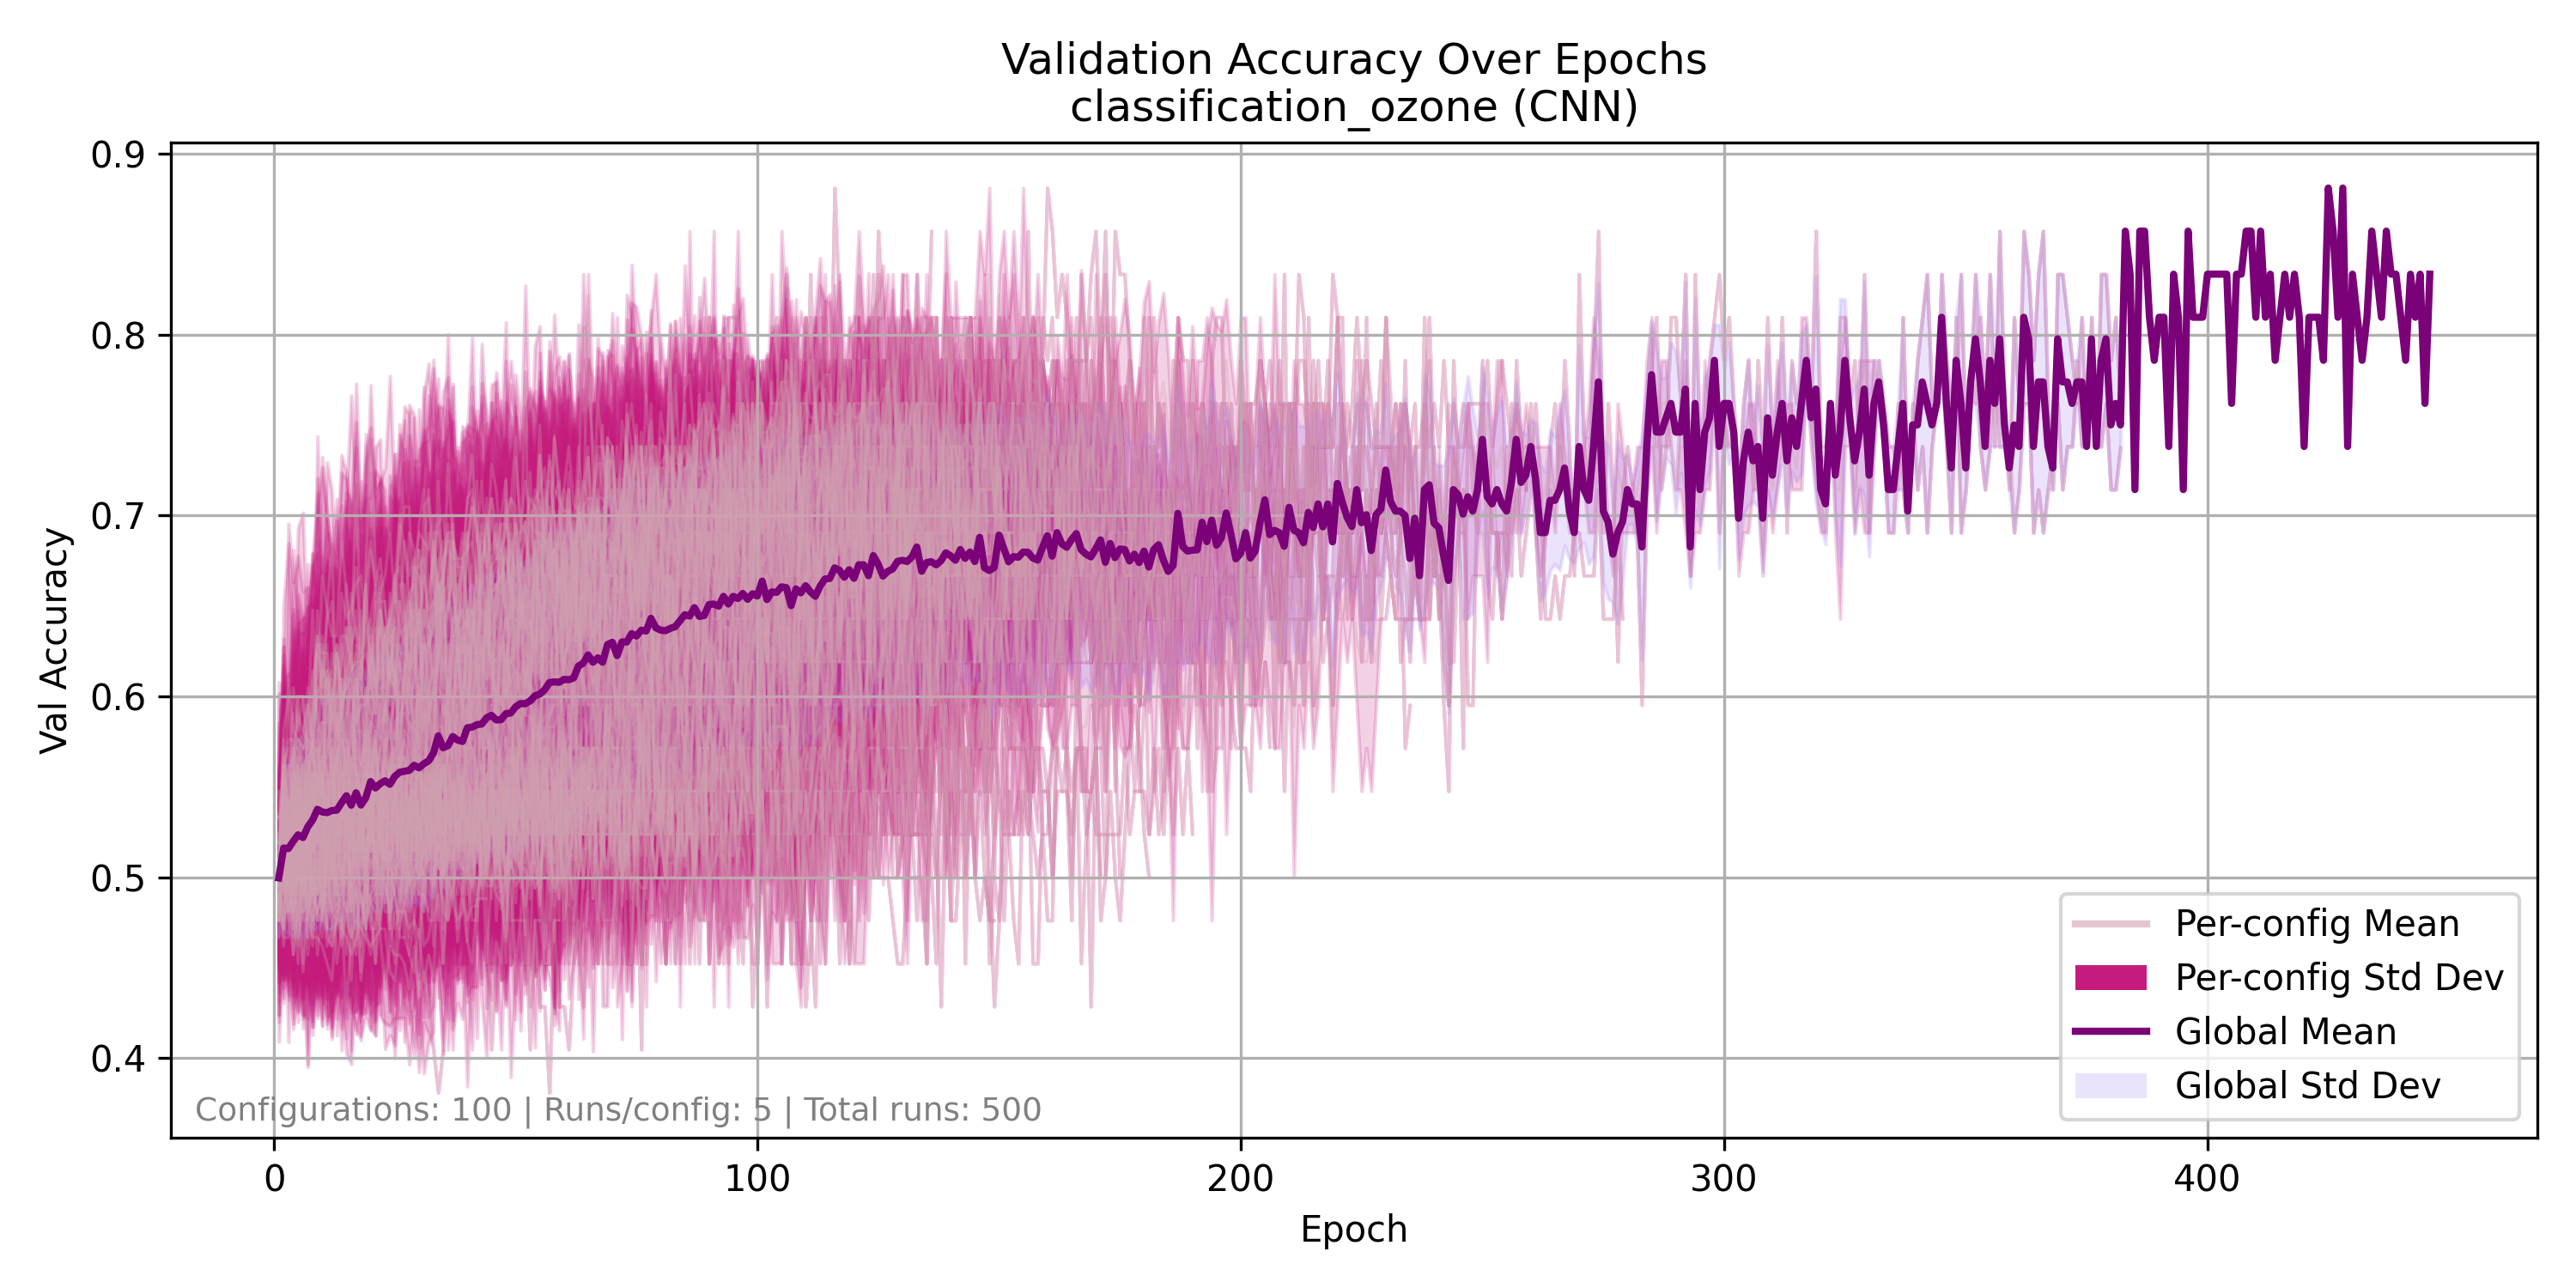 Validation Accuracy Over Epochs
classification_ozone (CNN)
0.9
0.8
0.7
0.6
0.5
0.4
Val Accuracy
Configurations: 100 | Runs/config: 5 | Total runs: 500
Per-config Mean
Per-config Std Dev
Global Mean
Global Std Dev
0 100 200 300 400
Epoch